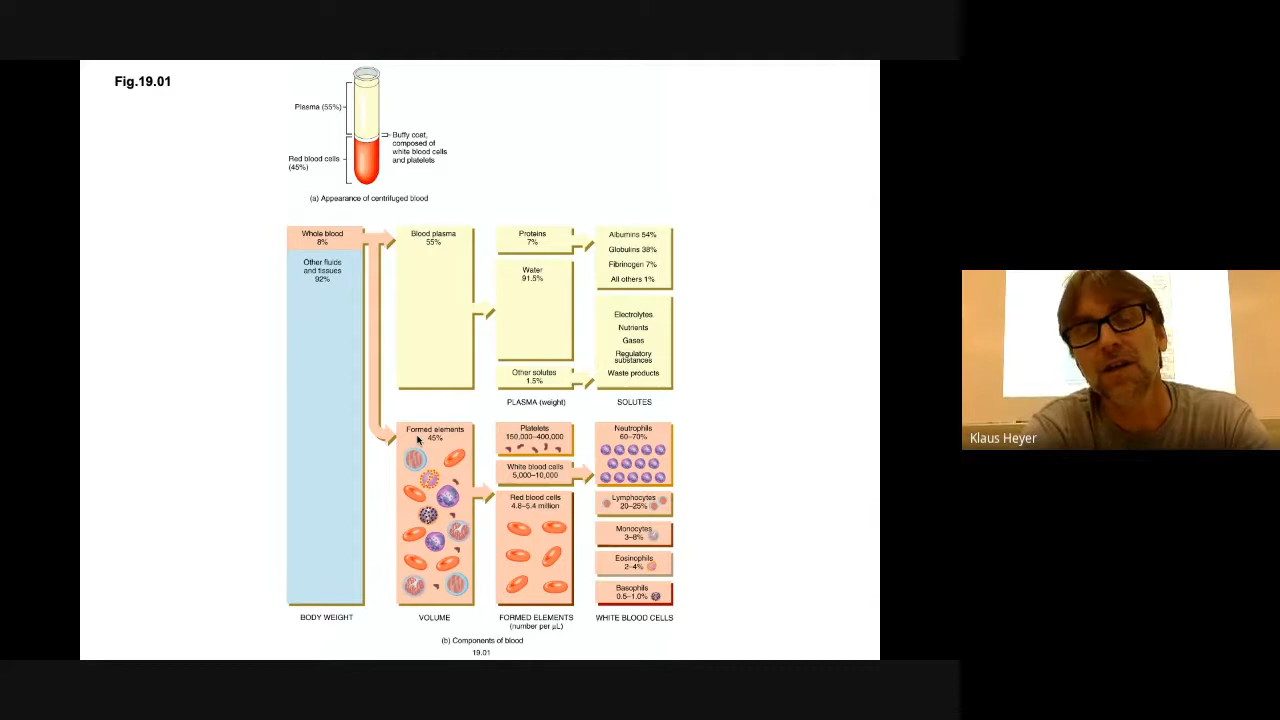 Fig.19.01
Plasma (55%)
Buffy coat,
composed of
white blood cells
and platelets
Red blood cells
(45%)
(a) Appearance of centrifuged blood
Whole blood
8%
Other fluids
and tissues
92%
BODY WEIGHT
Blood plasma
55%
Formed elements
45%
VOLUME
Proteins
7%
Water
91.5%
Other solutes
1.5%
PLASMA (weight)
Albumins 54%
Globulins 38%
Fibrinogen 7%
All others 1%
Electrolytes
Nutrients
Gases
Regulatory
substances
Waste products
SOLUTES
Platelets
150,000–400,000
White blood cells
5,000–10,000
Red blood cells
4.8–5.4 million
FORMED ELEMENTS
(number per µL)
Neutrophils
60–70%
Lymphocytes
20–25%
Monocytes
3–8%
Eosinophils
2–4%
Basophils
0.5–1.0%
WHITE BLOOD CELLS
(b) Components of blood
19.01
Klaus Heyer